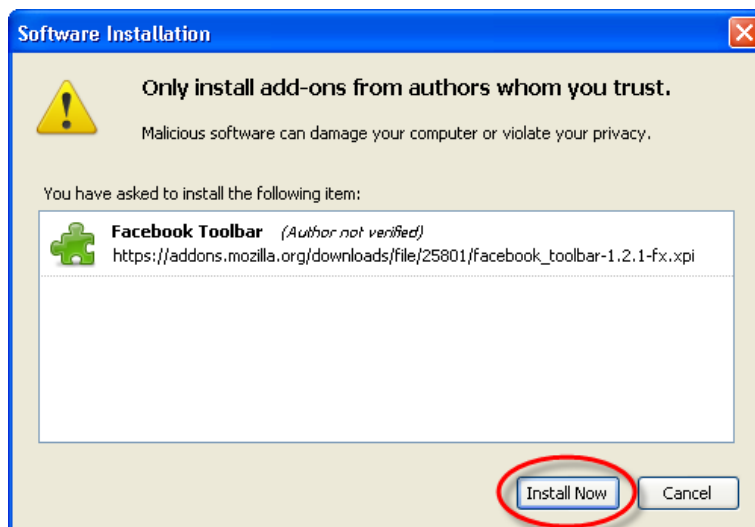 Software Installation
Only install add-ons from authors whom you trust.
Malicious software can damage your computer or violate your privacy.
You have asked to install the following item:
Facebook Toolbar (Author not verified)
https://addons.mozilla.org/downloads/file/25801/facebook_toolbar-1.2.1-fx.xpi
Install Now Cancel